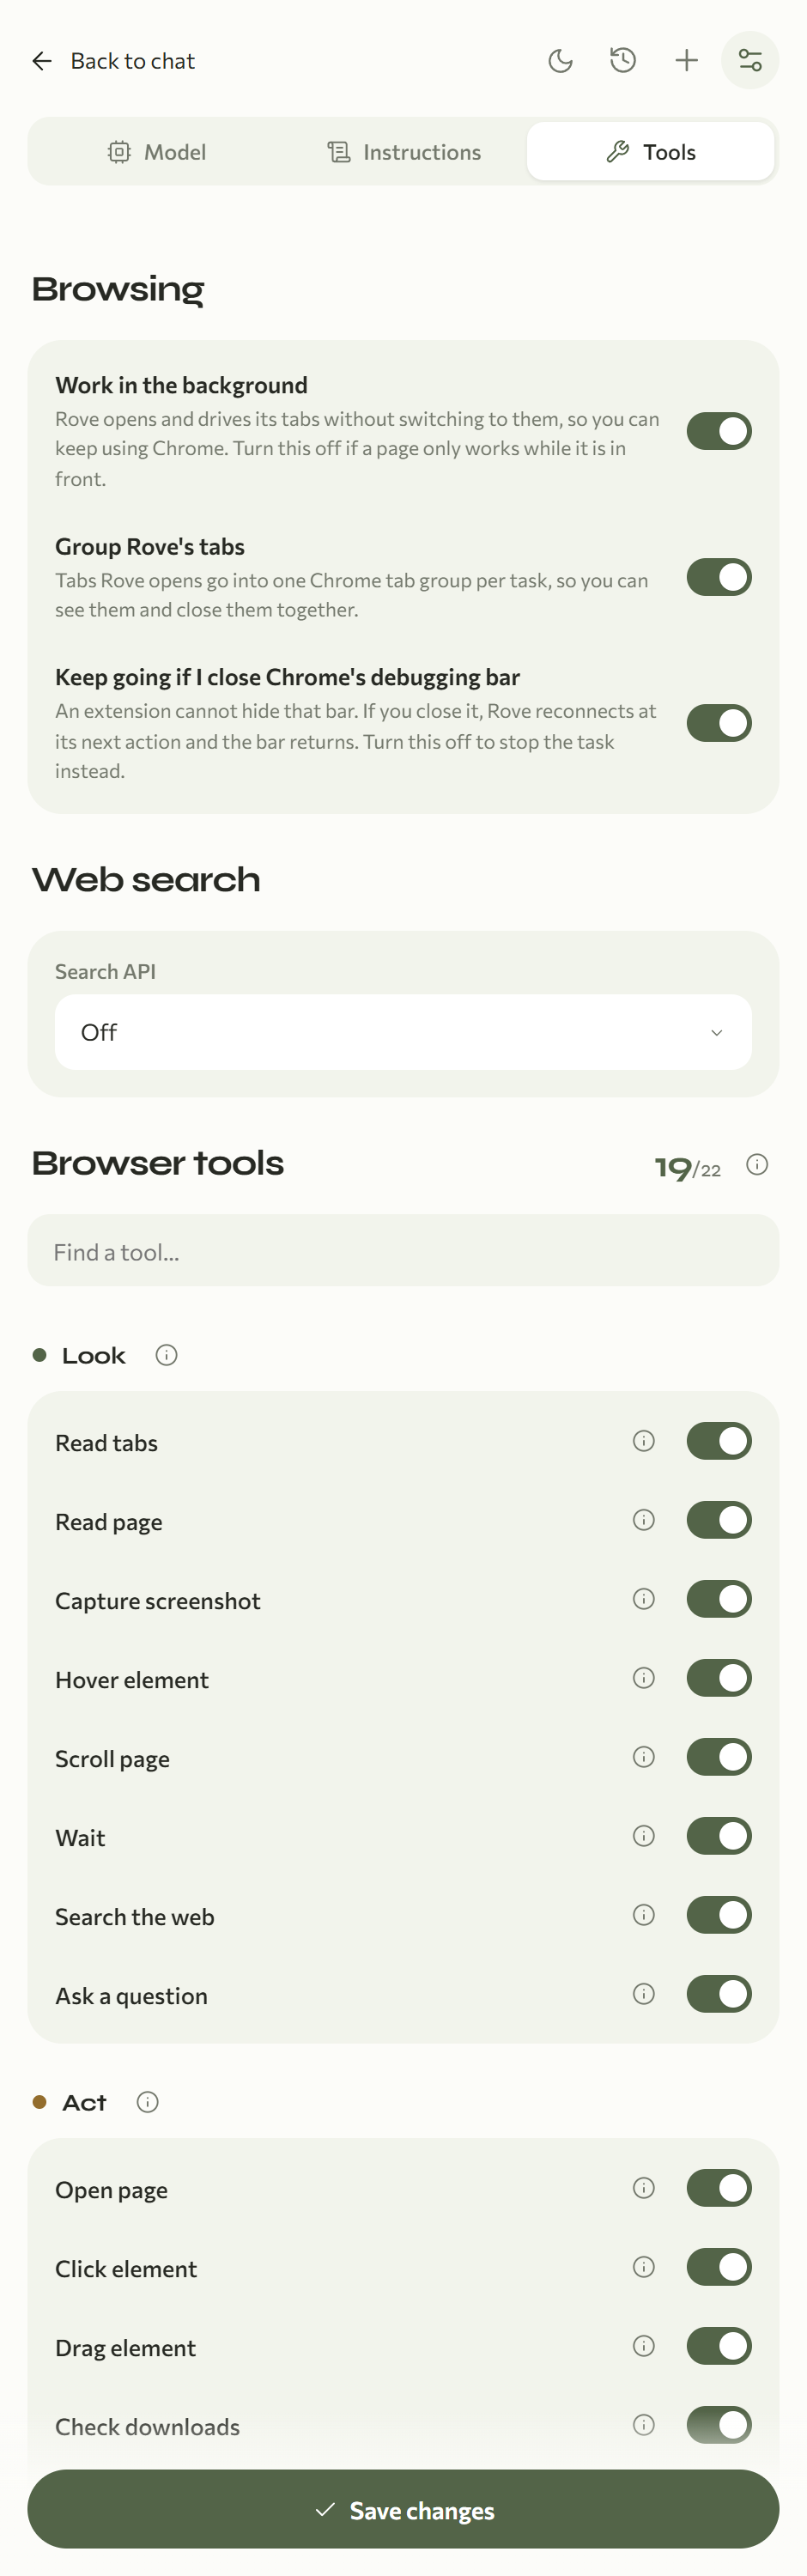 Back to chat
Model
Instructions
Tools
Browsing
Work in the background
Rove opens and drives its tabs without switching to them, so you can
keep using Chrome. Turn this off if a page only works while it is in
front.
Group Rove's tabs
Tabs Rove opens go into one Chrome tab group per task, so you can
see them and close them together.
Keep going if I close Chrome's debugging bar
An extension cannot hide that bar. If you close it, Rove reconnects at
its next action and the bar returns. Turn this off to stop the task
instead.
Web search
Search API
Off
Browser tools
19/22
Find a tool...
Look
Read tabs
Read page
Capture screenshot
Hover element
Scroll page
Wait
Search the web
Ask a question
Act
Open page
Click element
Drag element
Check downloads
Save changes